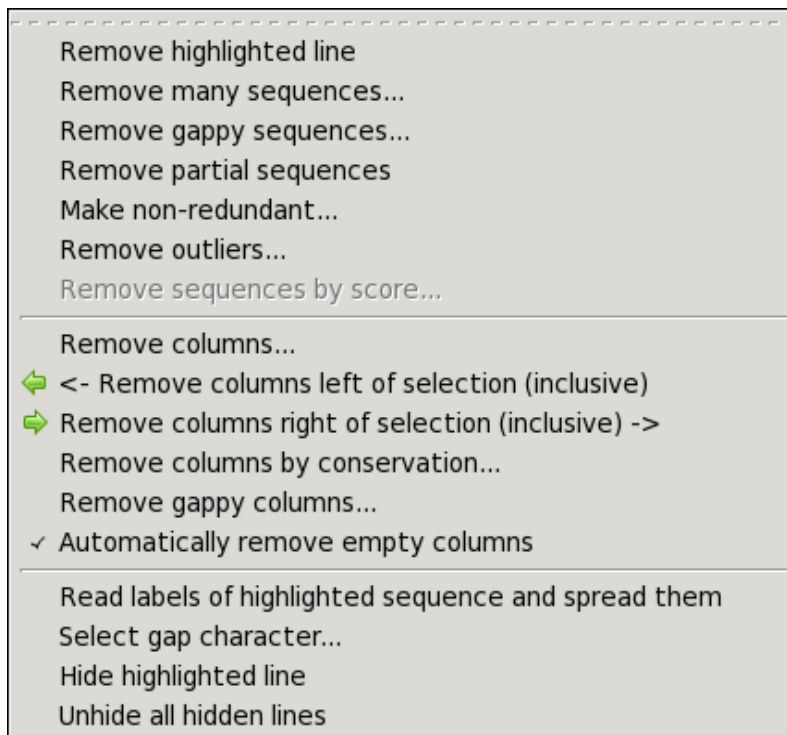 Remove highlighted line
Remove many sequences...
Remove gappy sequences...
Remove partial sequences
Make non-redundant...
Remove outliers...
Remove sequences by score...
Remove columns...
<- Remove columns left of selection (inclusive)
Remove columns right of selection (inclusive) ->
Remove columns by conservation...
Remove gappy columns...
Automatically remove empty columns
Read labels of highlighted sequence and spread them
Select gap character...
Hide highlighted line
Unhide all hidden lines